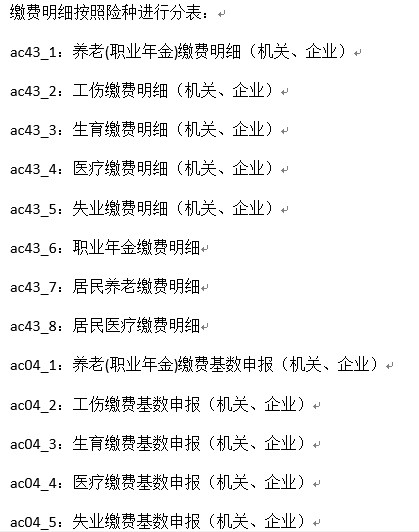 缴费明细按照险种进行分表：
ac43_1：养老(职业年金)缴费明细（机关、企业）
ac43_2：工伤缴费明细（机关、企业）
ac43_3：生育缴费明细（机关、企业）
ac43_4：医疗缴费明细（机关、企业）
ac43_5：失业缴费明细（机关、企业）
ac43_6：职业年金缴费明细
ac43_7：居民养老缴费明细
ac43_8：居民医疗缴费明细
ac04_1：养老(职业年金)缴费基数申报（机关、企业）
ac04_2：工伤缴费基数申报（机关、企业）
ac04_3：生育缴费基数申报（机关、企业）
ac04_4：医疗缴费基数申报（机关、企业）
ac04_5：失业缴费基数申报（机关、企业）